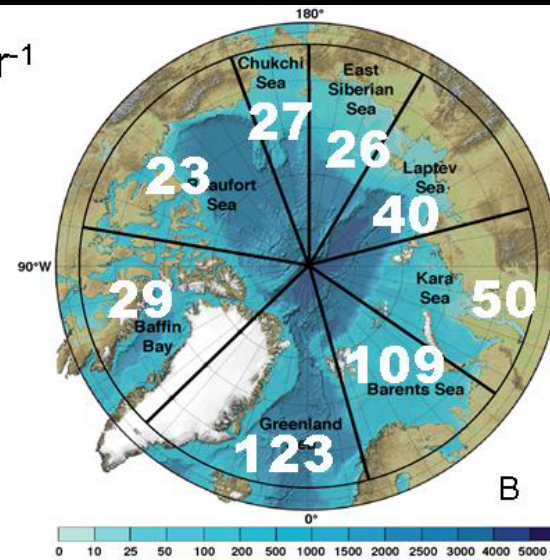 180°
r-1
Chukchi
Sea
27
East
Siberian
Sea
26
Laptev
Sea
40
23
Beaufort
Sea
90°W
Kara
Sea
50
29
Baffin
Bay
109
Barents Sea
Greenland
123
B
0°
0 10 25 50 100 200 500 1000 1500 2000 2500 3000 4000 5000